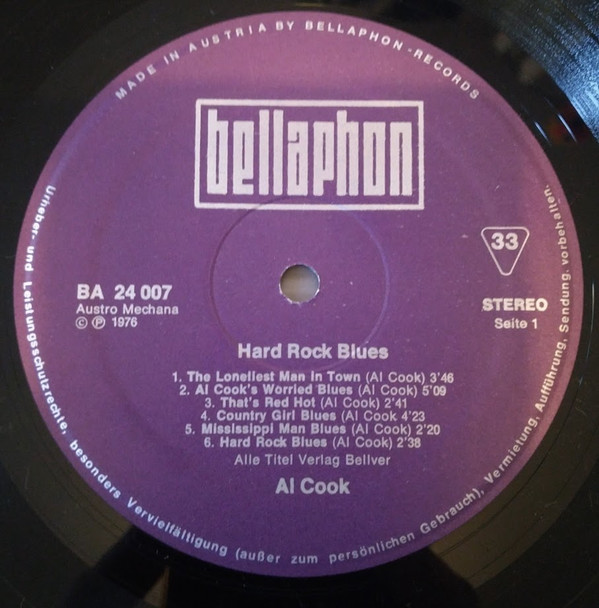 MADE IN AUSTRIA BY BELLAPHON-RECORDS
bellaphon
33
BA 24 007
Austro Mechana
© ℗ 1976
STEREO
Seite 1
Hard Rock Blues
1. The Loneliest Man in Town (Al Cook) 3'46
2. Al Cook's Worried Blues (Al Cook) 5'09
3. That's Red Hot (Al Cook) 2'41
4. Country Girl Blues (Al Cook 4'23
5. Mississippi Man Blues (Al Cook) 2'20
6. Hard Rock Blues (Al Cook) 2'38
Alle Titel Verlag Bellver
Al Cook
Urheber- und Leistungsschutzrechte, besonders Vervielfältigung (außer zum persönlichen Gebrauch), Vermietung, Aufführung, Sendung, vorbehalten.